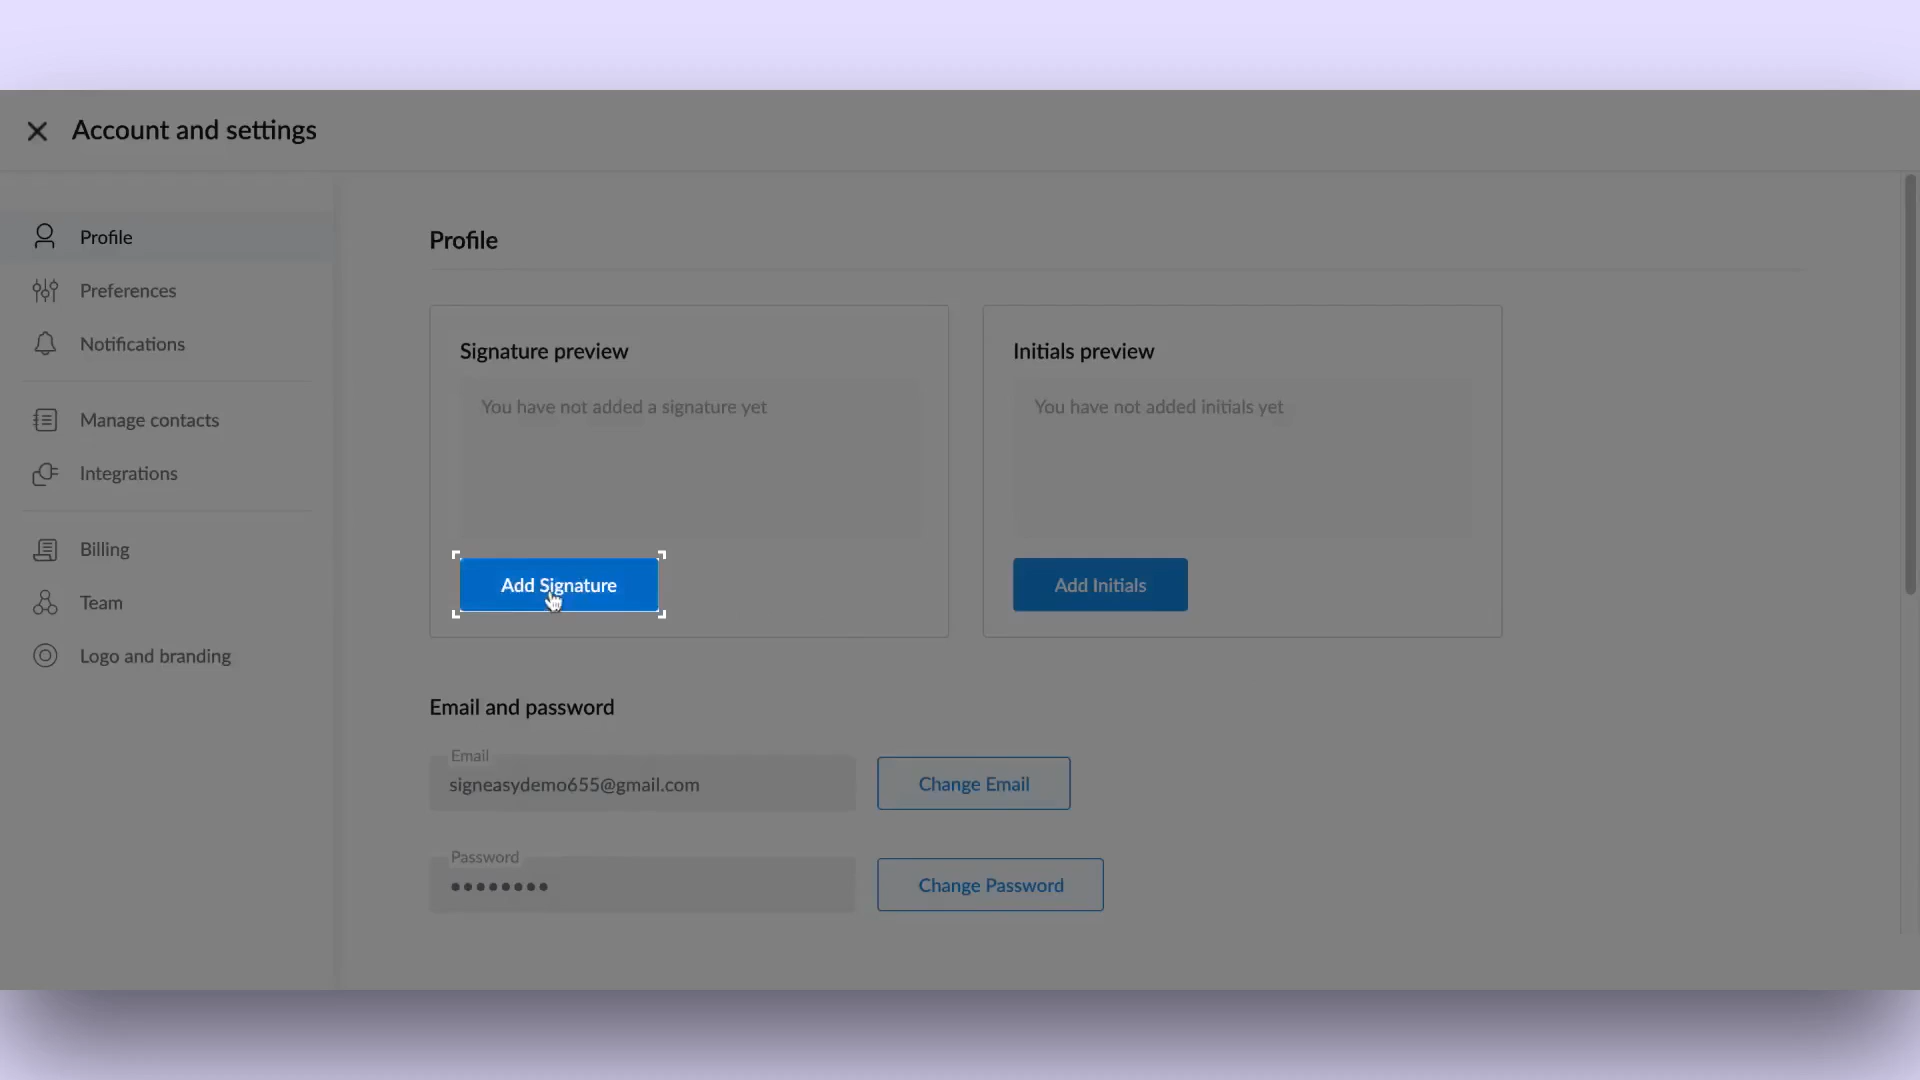 Account and settings
Profile
Preferences
Notifications
Manage contacts
Integrations
Billing
Team
Logo and branding
Profile
Signature preview
You have not added a signature yet
Add Signature
Initials preview
You have not added initials yet
Add Initials
Email and password
Email
signeasydemo655@gmail.com
Change Email
Password
Change Password